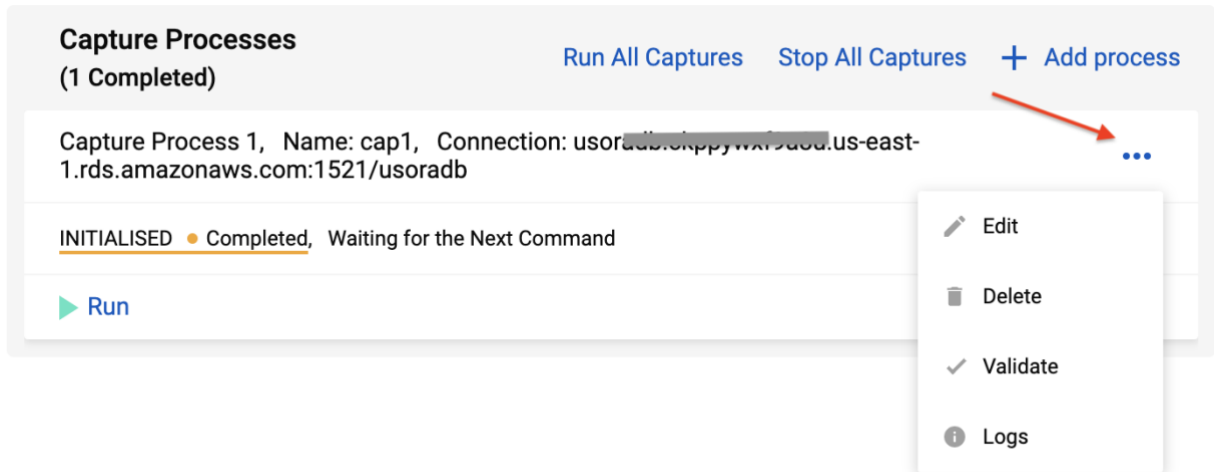 Capture Processes
(1 Completed)
Run All Captures
Stop All Captures
+ Add process
Capture Process 1, Name: cap1, Connection: .us-east-
1.rds.amazonaws.com:1521/usoradb
INITIALISED • Completed, Waiting for the Next Command
Run
Edit
Delete
Validate
Logs